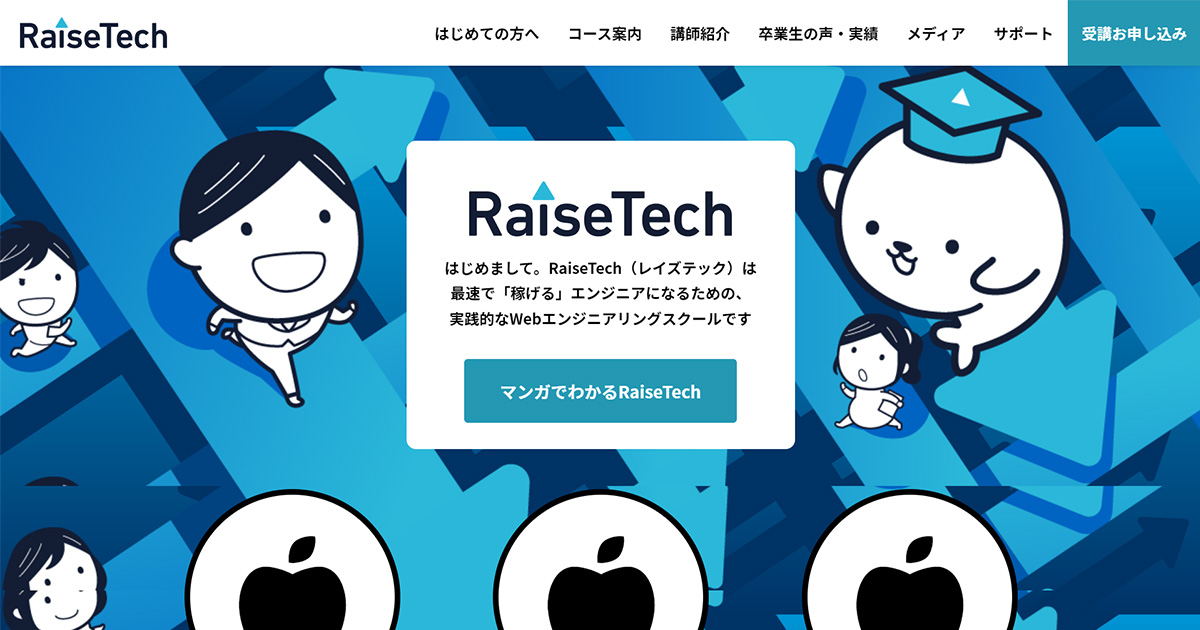 RaiseTech
はじめての方へ
コース案内
講師紹介
卒業生の声・実績
メディア
サポート
受講お申し込み
RaiseTech
はじめまして。RaiseTech（レイズテック）は
最速で「稼げる」エンジニアになるための、
実践的なWebエンジニアリングスクールです
マンガでわかるRaiseTech